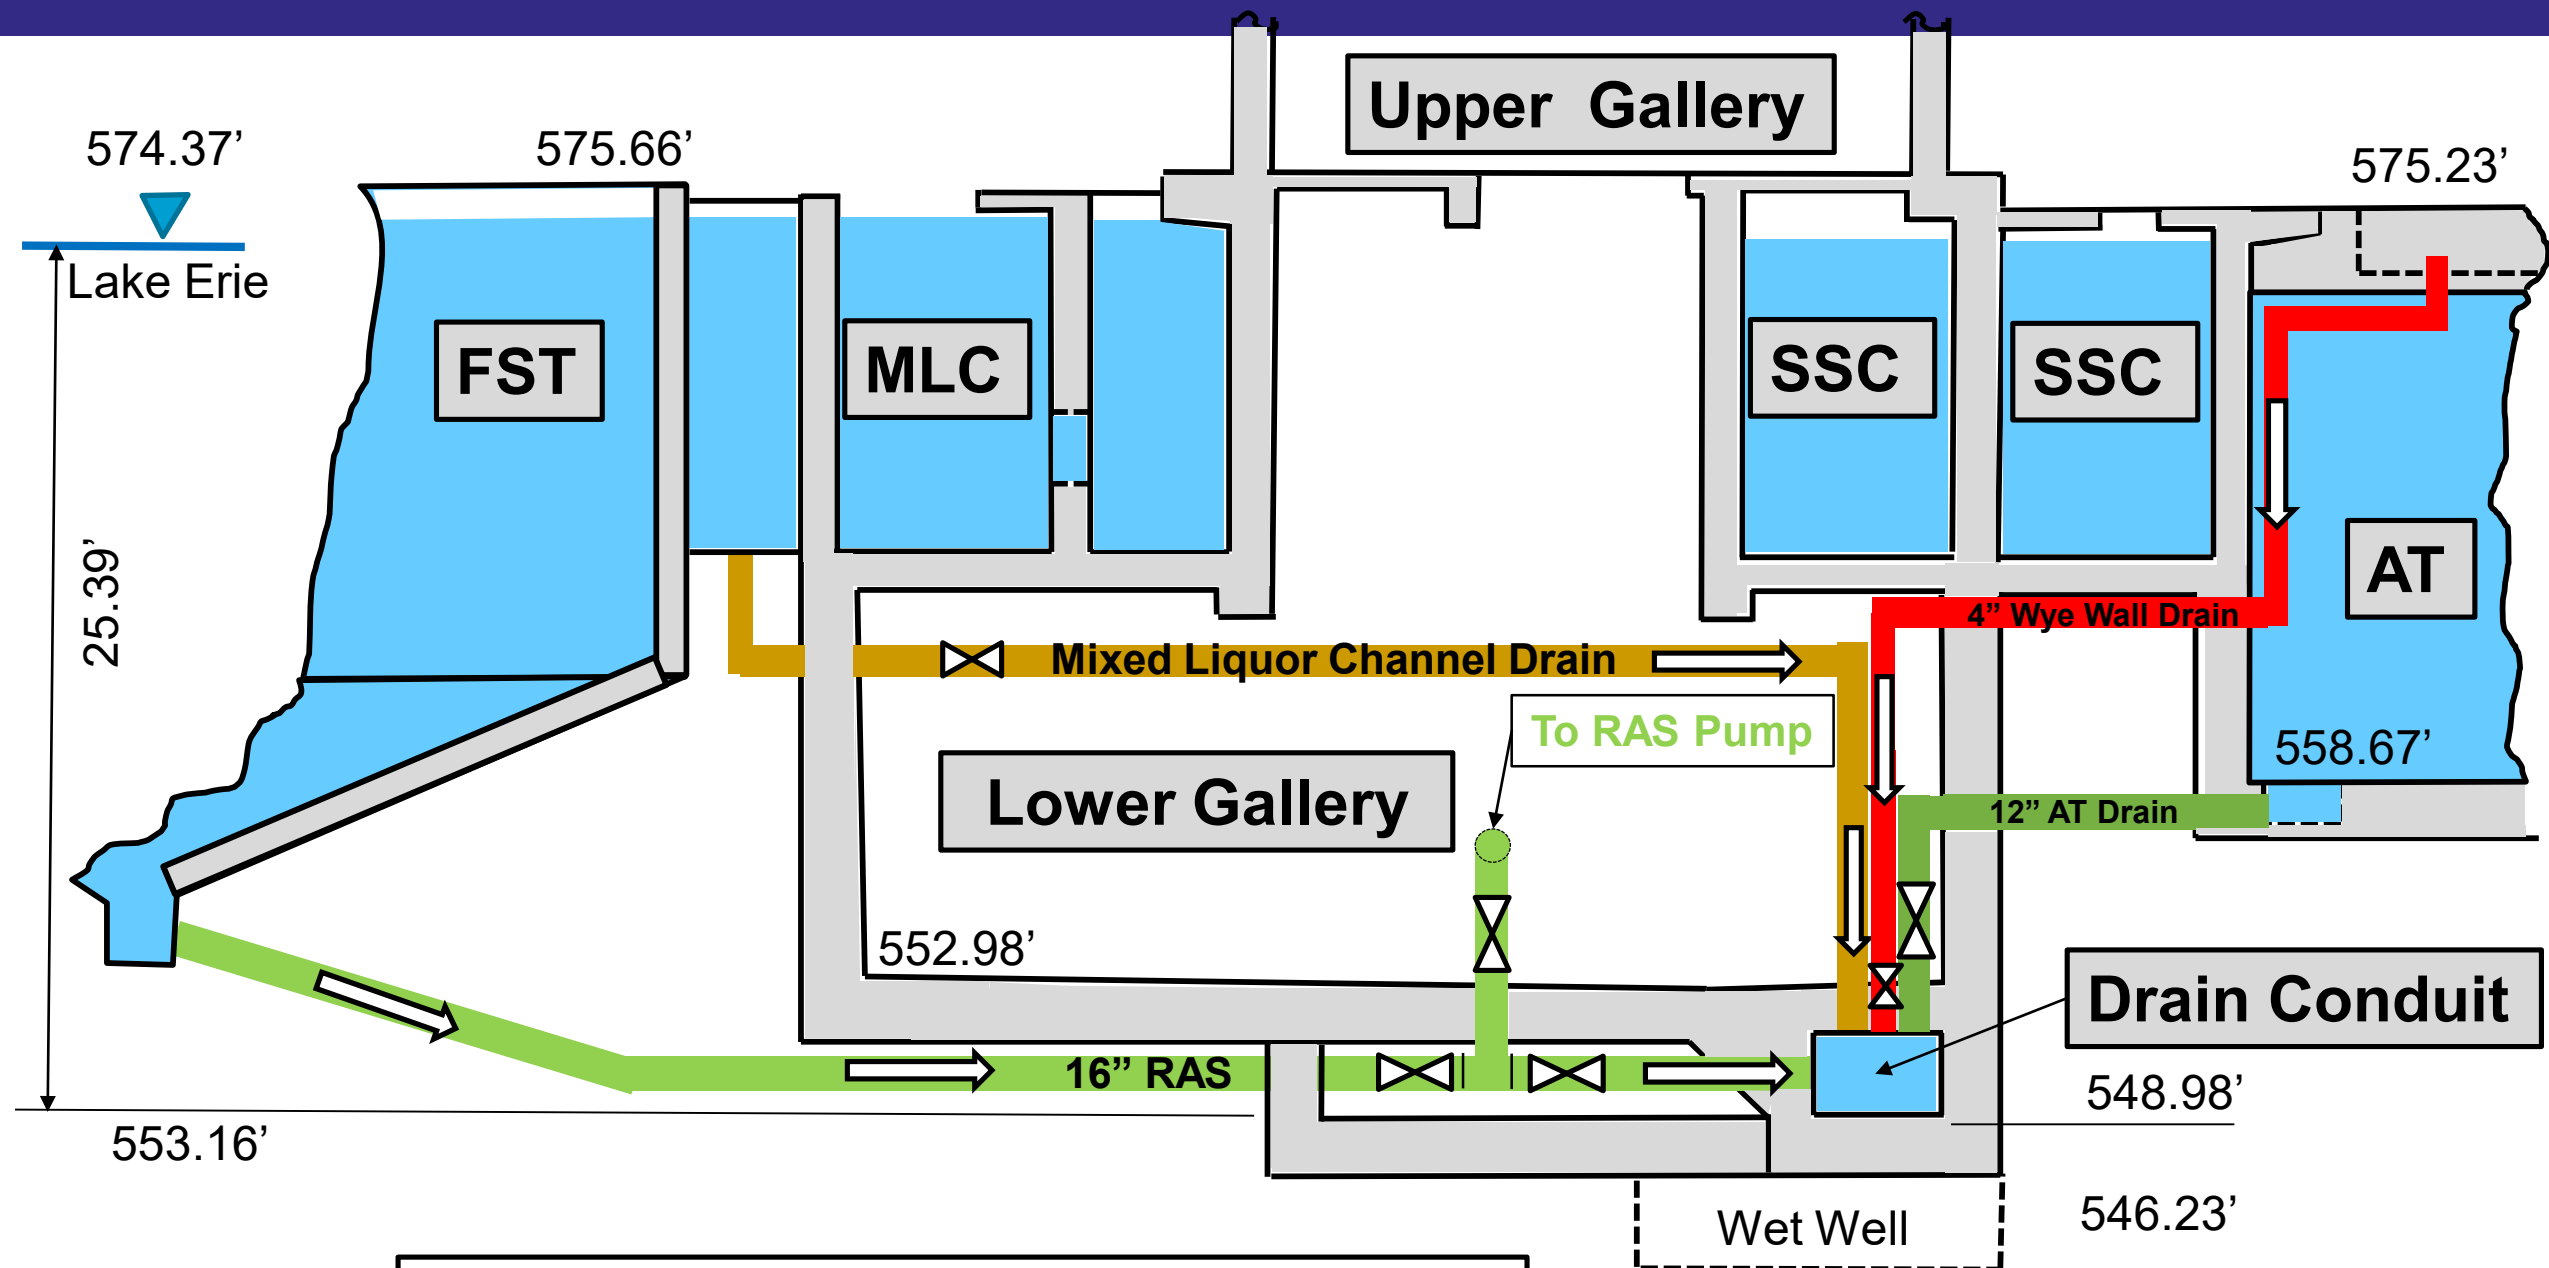 Upper  Gallery
574.37’
575.66’
575.23’
Lake Erie
FST
MLC
SSC
SSC
AT
25.39’
4” Wye Wall Drain
Mixed Liquor Channel Drain
To RAS Pump
558.67’
Lower Gallery
12” AT Drain
552.98’
Drain Conduit
16” RAS
548.98’
553.16’
546.23’
Wet Well